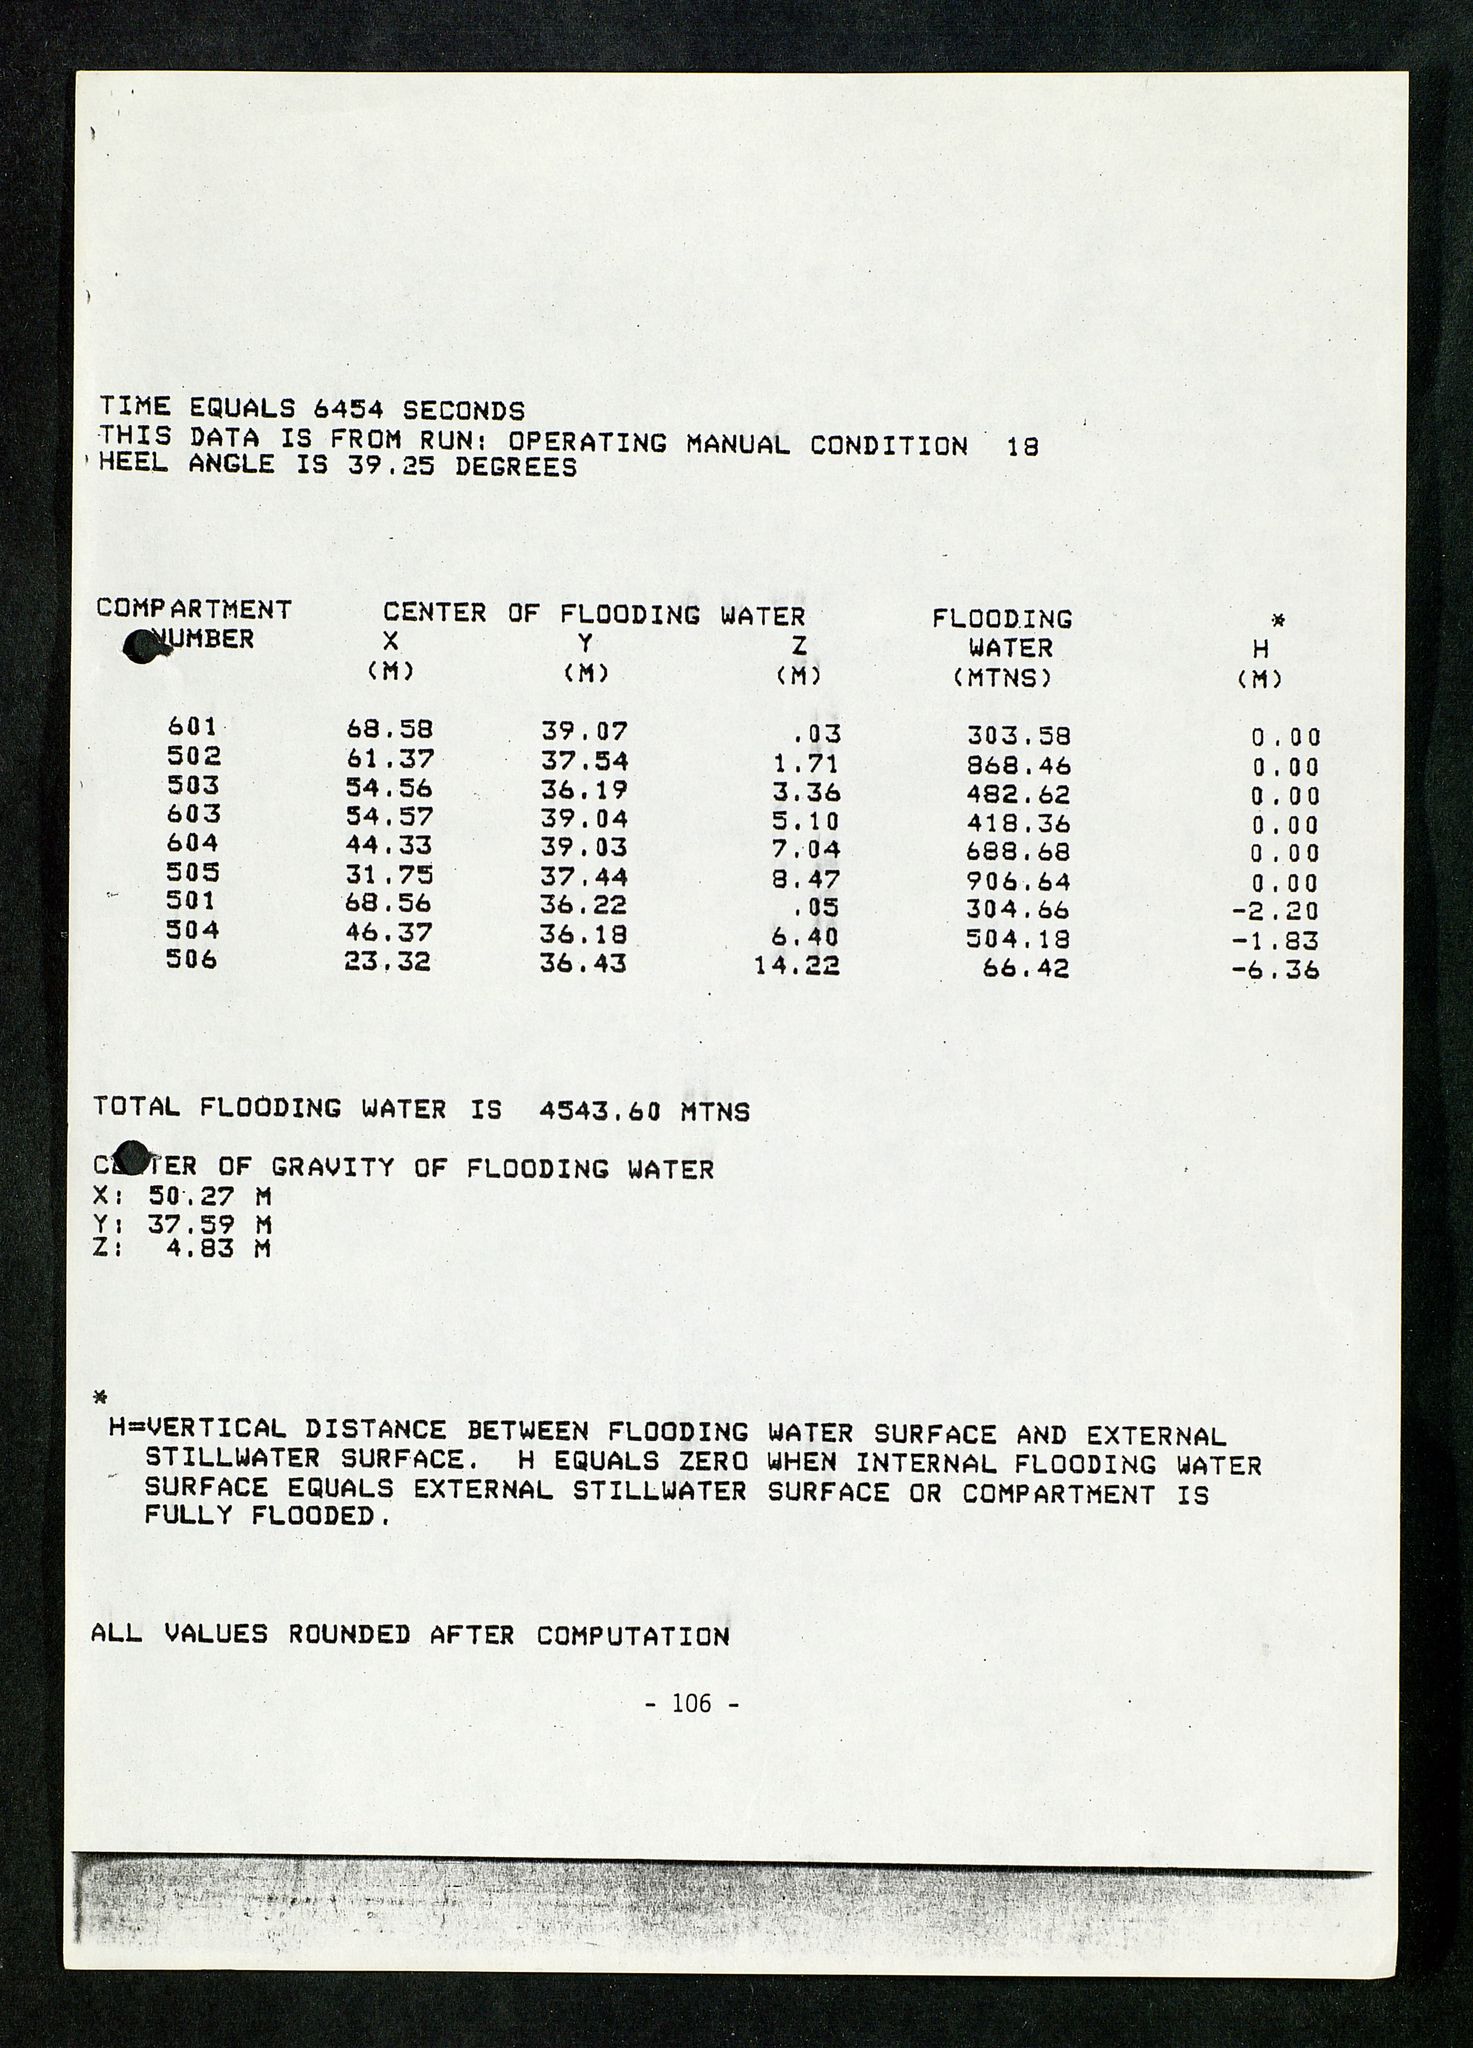 TIME EQUALS 6454 SECONDS
THIS DATA IS FROM RUN: OPERATING MANUAL CONDITION 18
HEEL ANGLE IS 39.25 DEGREES
COMPARTMENT CENTER OF FLOODING WATER FLOODING *
NUMBER X Y Z WATER H
(M) (M) (M) (MTNS) (M)
601 68.58 39.07 .03 303.58 0.00
502 61.37 37.54 1.71 868.46 0.00
503 54.56 36.19 3.36 482.62 0.00
603 54.57 39.04 5.10 418.36 0.00
604 44.33 39.03 7.04 688.68 0.00
505 31.75 37.44 8.47 906.64 0.00
501 68.56 36.22 .05 304.66 -2.20
504 46.37 36.18 6.40 504.18 -1.83
506 23.32 36.43 14.22 66.42 -6.36
TOTAL FLOODING WATER IS 4543.60 MTNS
CENTER OF GRAVITY OF FLOODING WATER
X: 50.27 M
Y: 37.59 M
Z: 4.83 M
*
H=VERTICAL DISTANCE BETWEEN FLOODING WATER SURFACE AND EXTERNAL
STILLWATER SURFACE. H EQUALS ZERO WHEN INTERNAL FLOODING WATER
SURFACE EQUALS EXTERNAL STILLWATER SURFACE OR COMPARTMENT IS
FULLY FLOODED.
ALL VALUES ROUNDED AFTER COMPUTATION
- 106 -